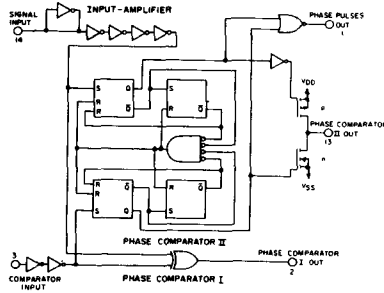 INPUT-AMPLIFIER
SIGNAL
INPUT
14
PHASE PULSES
OUT
1
S Q
R
R Q
Q
R
VDD
p
PHASE COMPARATOR
II OUT
13
n
VSS
R Q
R
S Q
R
S Q
PHASE COMPARATOR II
3
COMPARATOR
INPUT
PHASE COMPARATOR
I OUT
2
PHASE COMPARATOR I